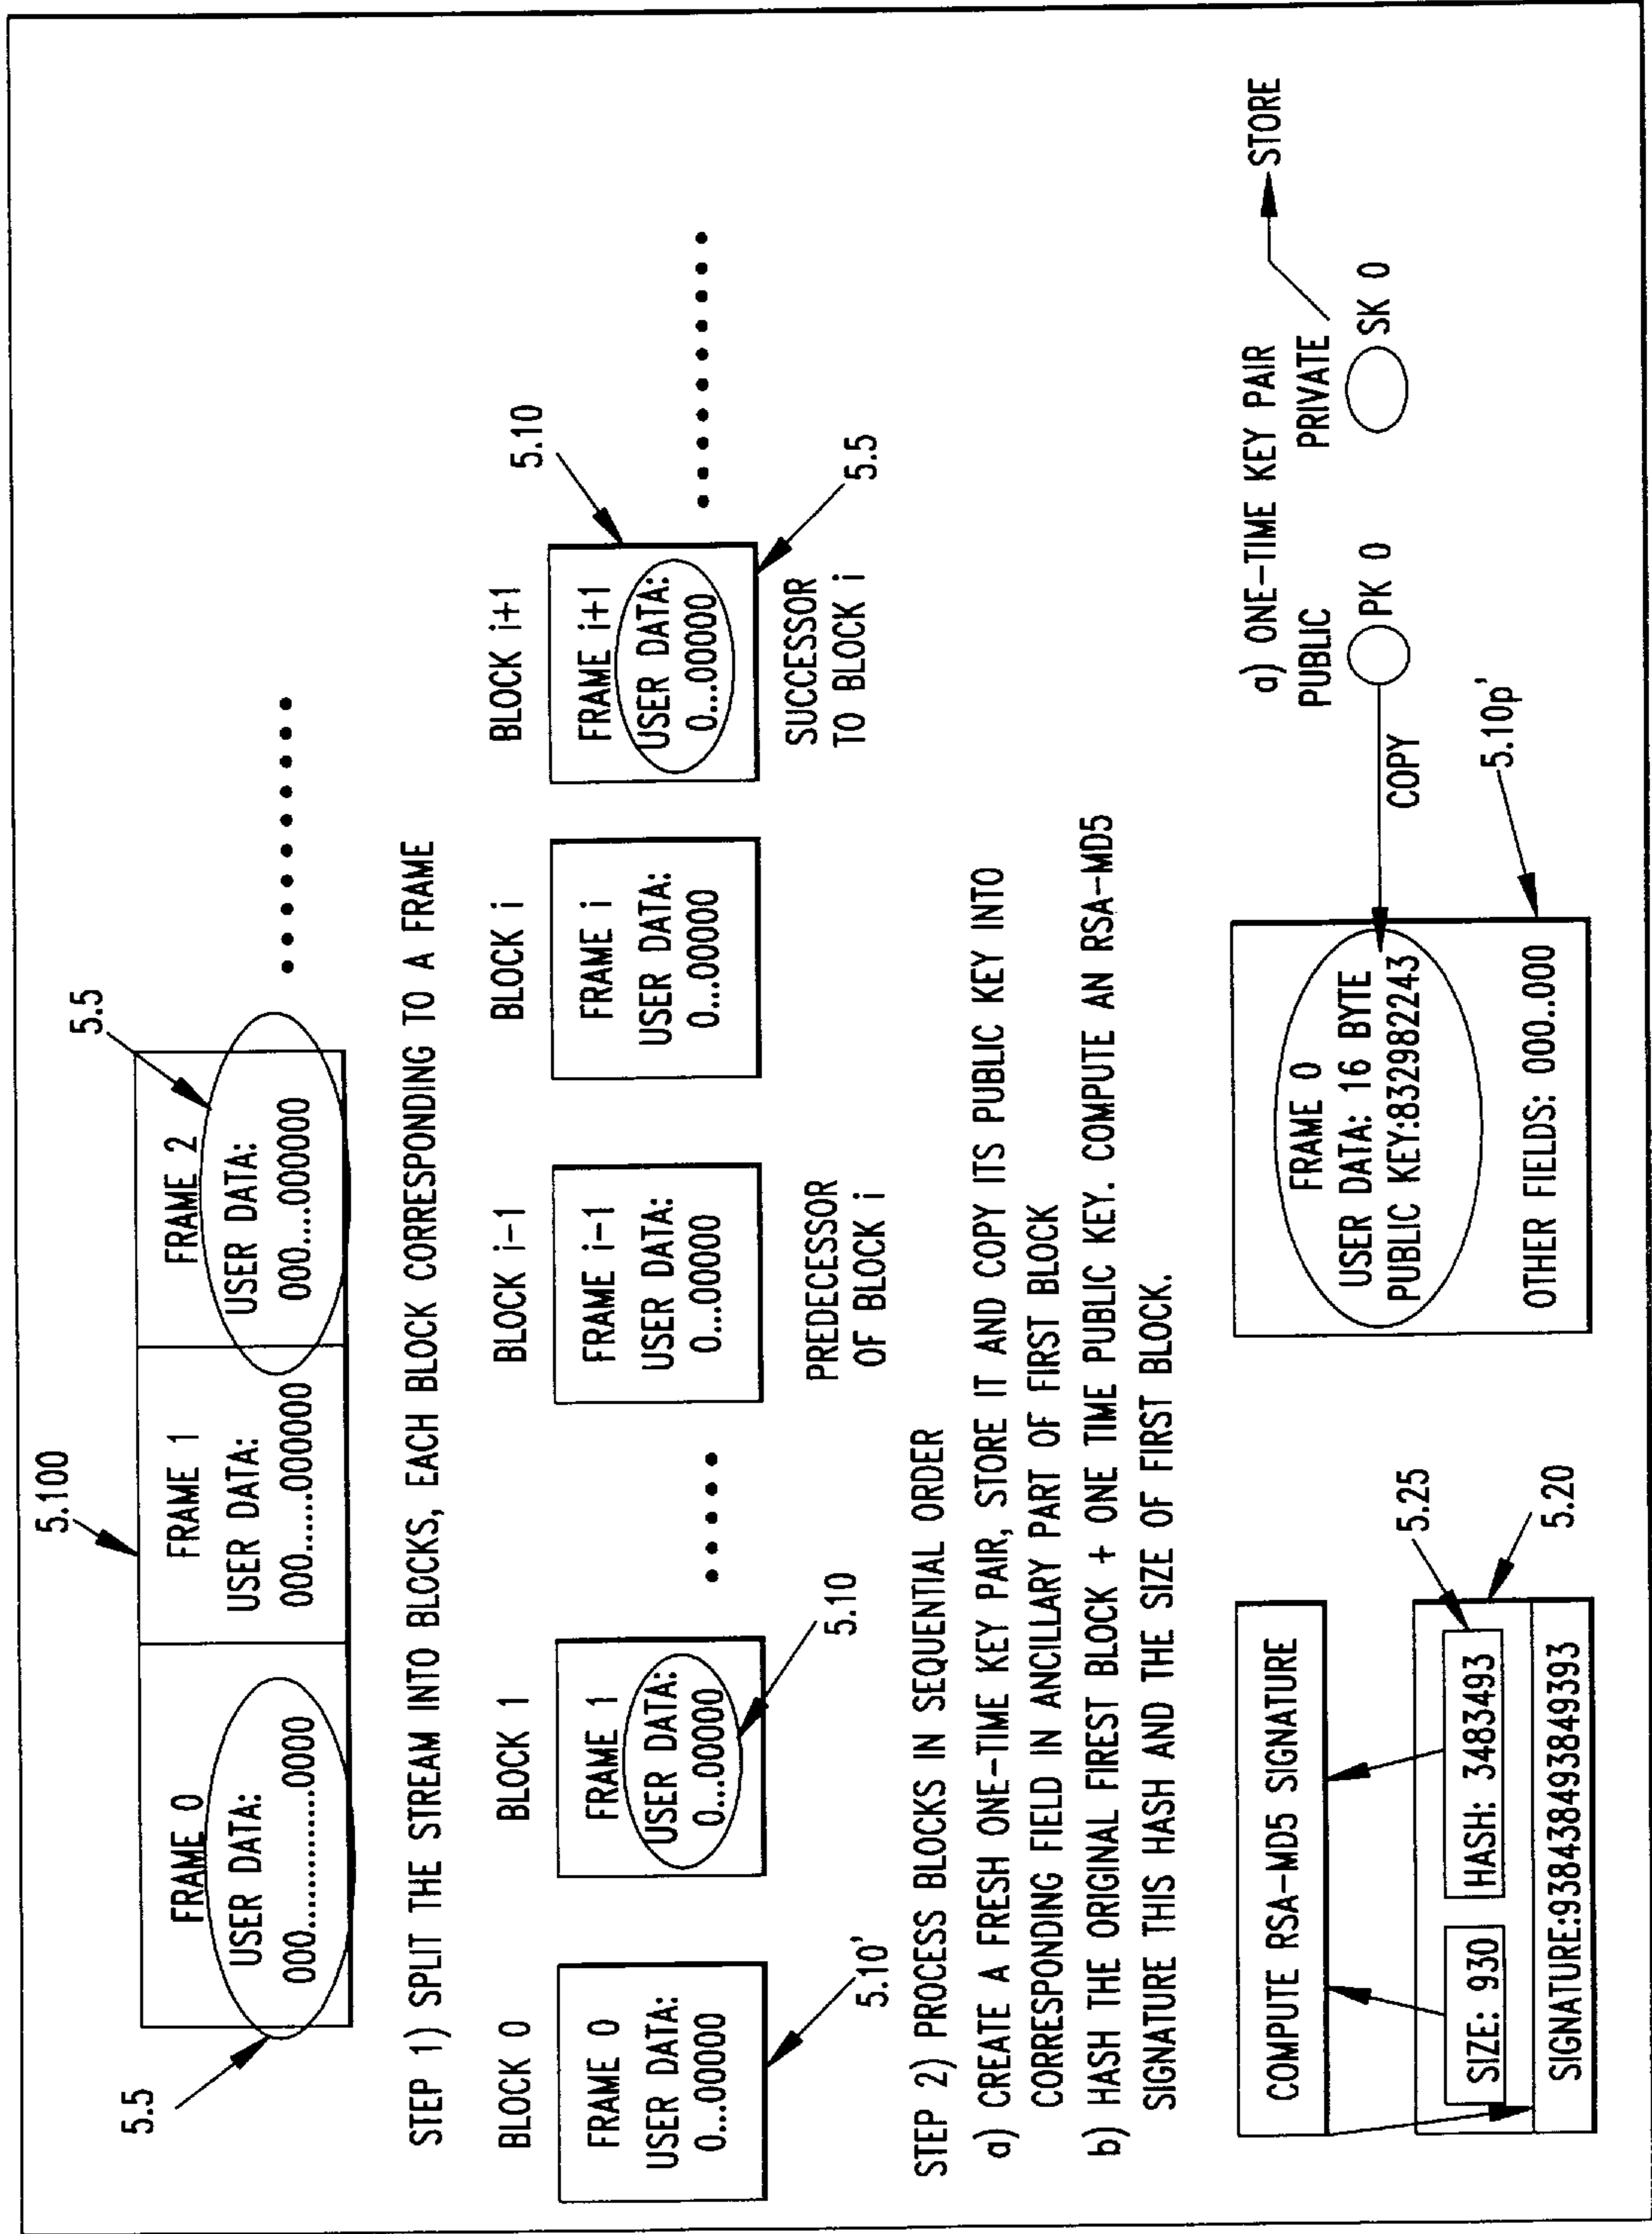 5.100
5.5
5.5
FRAME 0
USER DATA:
000..............0000
FRAME 1
USER DATA:
000......000000
FRAME 2
USER DATA:
000....000000
STEP 1) SPLIT THE STREAM INTO BLOCKS, EACH BLOCK CORRESPONDING TO A FRAME
BLOCK 0
FRAME 0
USER DATA:
0...00000
5.10'
BLOCK 1
FRAME 1
USER DATA:
0...00000
5.10
BLOCK i-1
FRAME i-1
USER DATA:
0...00000
PREDECESSOR
OF BLOCK i
BLOCK i
FRAME i
USER DATA:
0...00000
BLOCK i+1
FRAME i+1
USER DATA:
0...00000
5.10
5.5
SUCCESSOR
TO BLOCK i
STEP 2) PROCESS BLOCKS IN SEQUENTIAL ORDER
a) CREATE A FRESH ONE-TIME KEY PAIR, STORE IT AND COPY ITS PUBLIC KEY INTO
CORRESPONDING FIELD IN ANCILLARY PART OF FIRST BLOCK
b) HASH THE ORIGINAL FIREST BLOCK + ONE TIME PUBLIC KEY. COMPUTE AN RSA-MD5
SIGNATURE THIS HASH AND THE SIZE OF FIRST BLOCK.
COMPUTE RSA-MD5 SIGNATURE
SIZE: 930
HASH: 3483493
SIGNATURE:938438493849393
5.25
5.20
FRAME 0
USER DATA: 16 BYTE
PUBLIC KEY:832982243
OTHER FIELDS: 000..000
5.10p'
COPY
a) ONE-TIME KEY PAIR
PUBLIC
PRIVATE
PK 0
SK 0
STORE